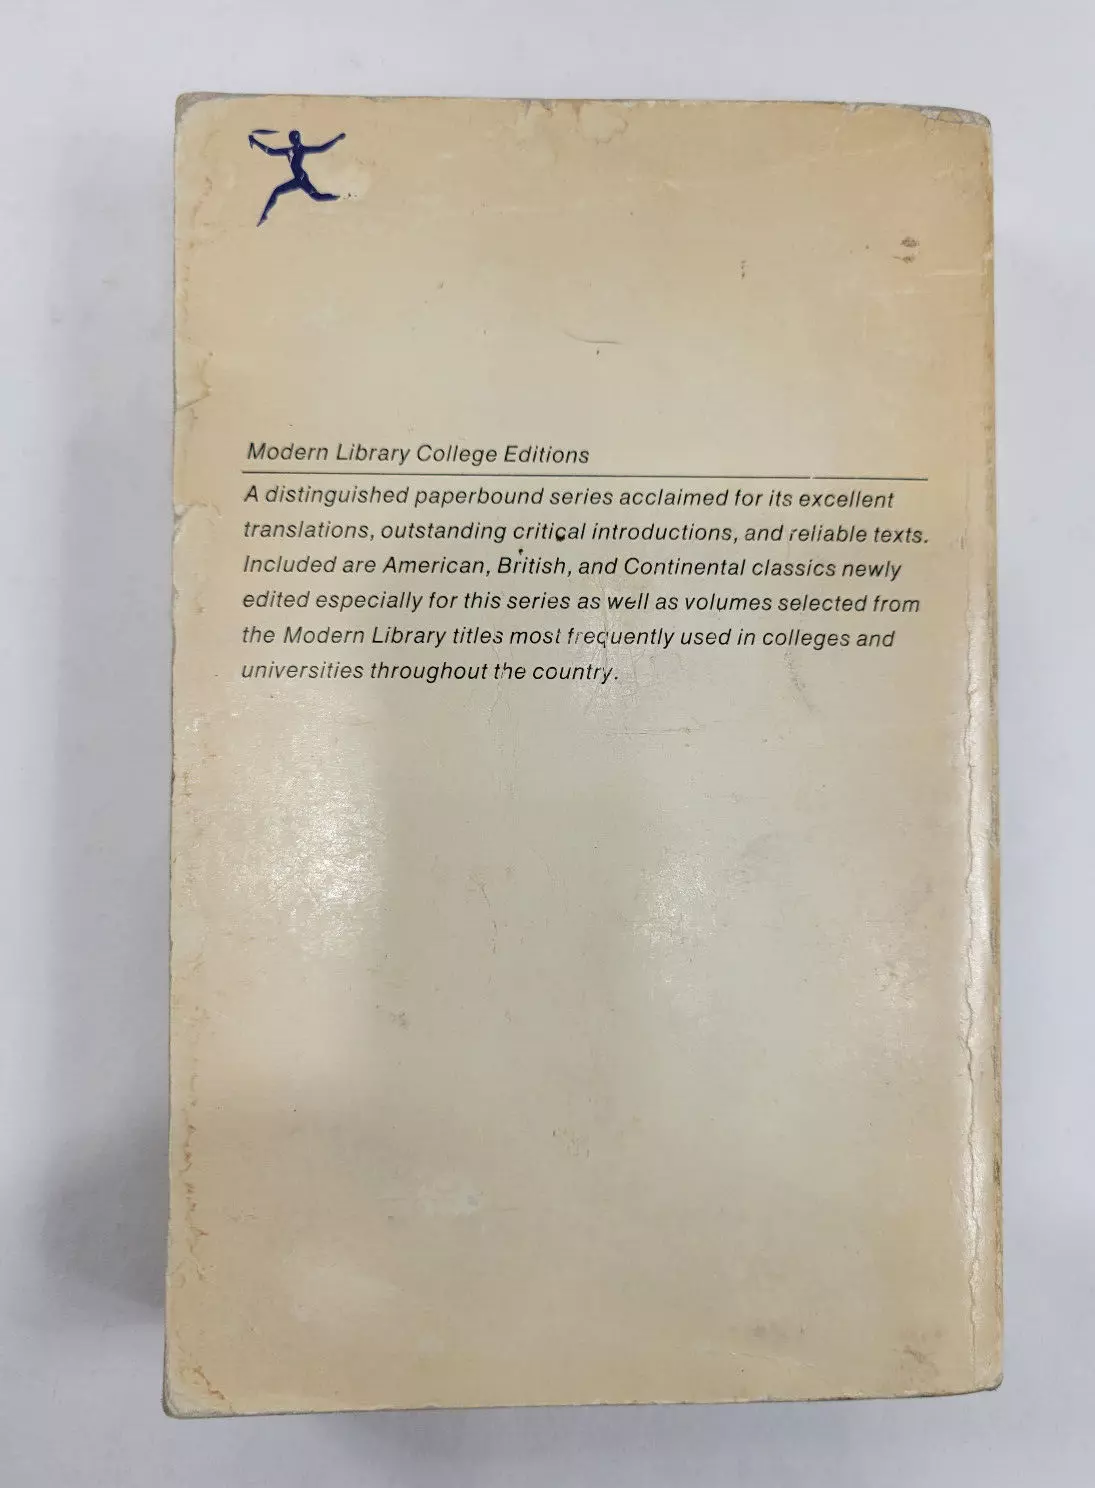 Modern Library College Editions
A distinguished paperbound series acclaimed for its excellent
translations, outstanding critical introductions, and reliable texts.
Included are American, British, and Continental classics newly
edited especially for this series as well as volumes selected from
the Modern Library titles most frequently used in colleges and
universities throughout the country.